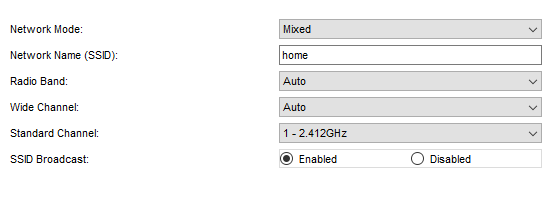 Network Mode: Mixed
Network Name (SSID): home
Radio Band: Auto
Wide Channel: Auto
Standard Channel: 1 - 2.412GHz
SSID Broadcast: Enabled Disabled